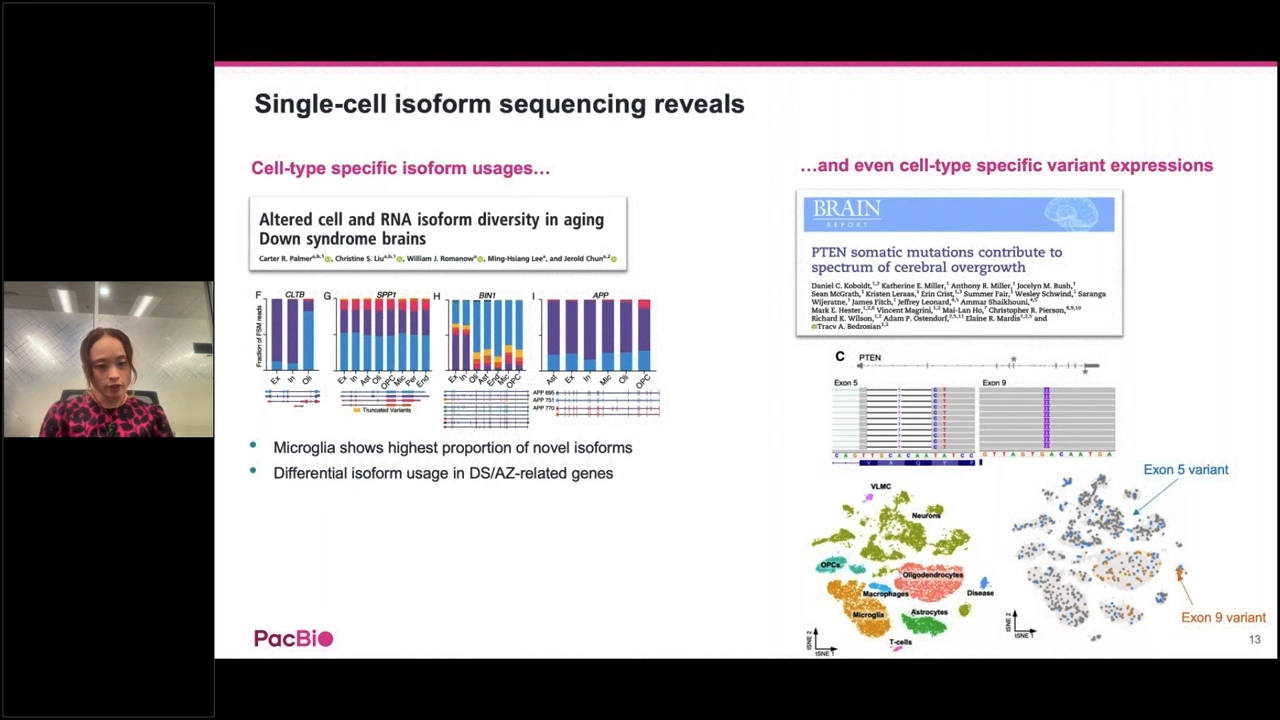 Single-cell isoform sequencing reveals
Cell-type specific isoform usages…
Altered cell and RNA isoform diversity in aging
Down syndrome brains
Carter R. Palmer, Christine S. Liu, William J. Romanow, Ming-Hsiang Lee, and Jerold Chun
F CLTB G SPP1 H BIN1 I APP
Fraction of FSM reads
Ex In Oli
Ex In Ast Oli OPC Mic Per End
Ex In Oli Ast End Mic OPC
Ast Ex In Mic Oli OPC
Truncated Variants
APP 695
APP 751
APP 770
• Microglia shows highest proportion of novel isoforms
• Differential isoform usage in DS/AZ-related genes
PacBio
…and even cell-type specific variant expressions
BRAIN
REPORT
PTEN somatic mutations contribute to
spectrum of cerebral overgrowth
Daniel C. Koboldt, Katherine E. Miller, Anthony R. Miller, Jocelyn M. Bush,
Sean McGrath, Kristen Leraas, Erin Crist, Summer Fair, Wesley Schwind, Saranga
Wijeratne, James Fitch, Jeffrey Leonard, Ammar Shaikhouni,
Mark E. Hester, Vincent Magrini, Mai-Lan Ho, Christopher R. Pierson,
Richard K. Wilson, Adam P. Ostendorf, Elaine R. Mardis and
Tracy A. Bedrosian
C PTEN
Exon 5 Exon 9
C A G T T G C A C A A T A T C C G T T A G T G A C A A T G A
V A Q Y P
VLMC
Neurons
OPCs
Oligodendrocytes
Macrophages
Disease
Microglia
Astrocytes
T-cells
tSNE 2
tSNE 1
Exon 5 variant
Exon 9 variant
tSNE 2
tSNE 1
13